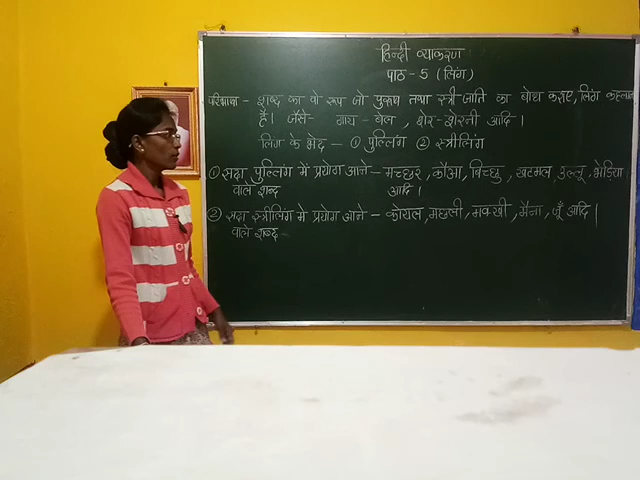 हिन्दी व्याकरण
पाठ - 5 (लिंग)
परिभाषा - शब्द का वो रूप जो पुरुष तथा स्त्री जाति का बोध कराए, लिंग कहलाता
है। जैसे - गाय - बैल, शेर - शेरनी आदि।
लिंग के भेद - ① पुल्लिंग ② स्त्रीलिंग
① सदा पुल्लिंग में प्रयोग आने - मच्छर, कौआ, बिच्छु, खटमल, उल्लू, भेड़िया
वाले शब्द आदि।
② सदा स्त्रीलिंग मे प्रयोग आने - कोयल, मछली, मक्खी, मैना, जूँ आदि।
वाले शब्द -